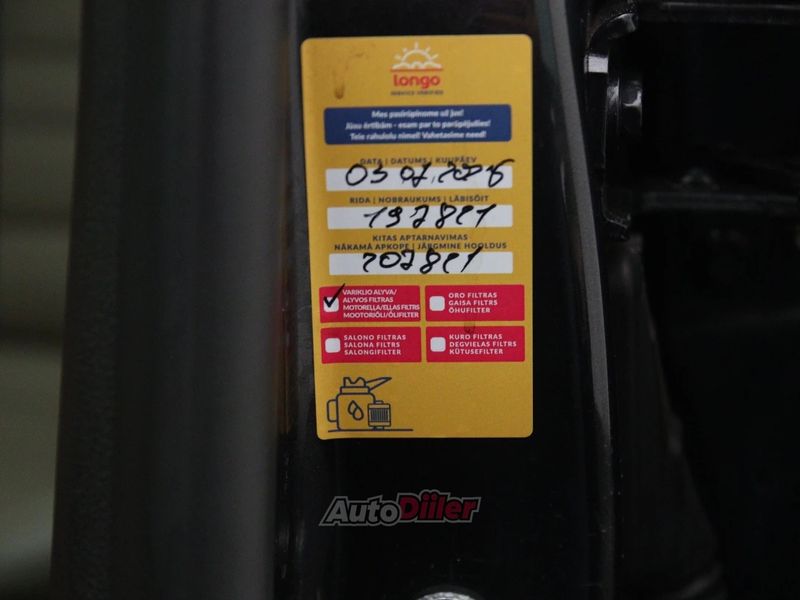 longo
SERVICE VERIFIED
Mes pasirūpinome už jus!
Jūsu ērtībām - esam par to parūpējušies!
Teie rahulolu nimel! Vahetasime need!
DATA | DATUMS | KUUPÄEV
03 07.2025
RIDA | NOBRAUKUMS | LÄBISÕIT
197821
KITAS APTARNAVIMAS
NĀKAMĀ APKOPE | JÄRGMINE HOOLDUS
207821
VARIKLIO ALYVA/
ALYVOS FILTRAS
MOTOREĻĻA/EĻĻAS FILTRS
MOOTORIÕLI/ÕLIFILTER
ORO FILTRAS
GAISA FILTRS
ÕHUFILTER
SALONO FILTRAS
SALONA FILTRS
SALONGIFILTER
KURO FILTRAS
DEGVIELAS FILTRS
KÜTUSEFILTER
AutoDiiler